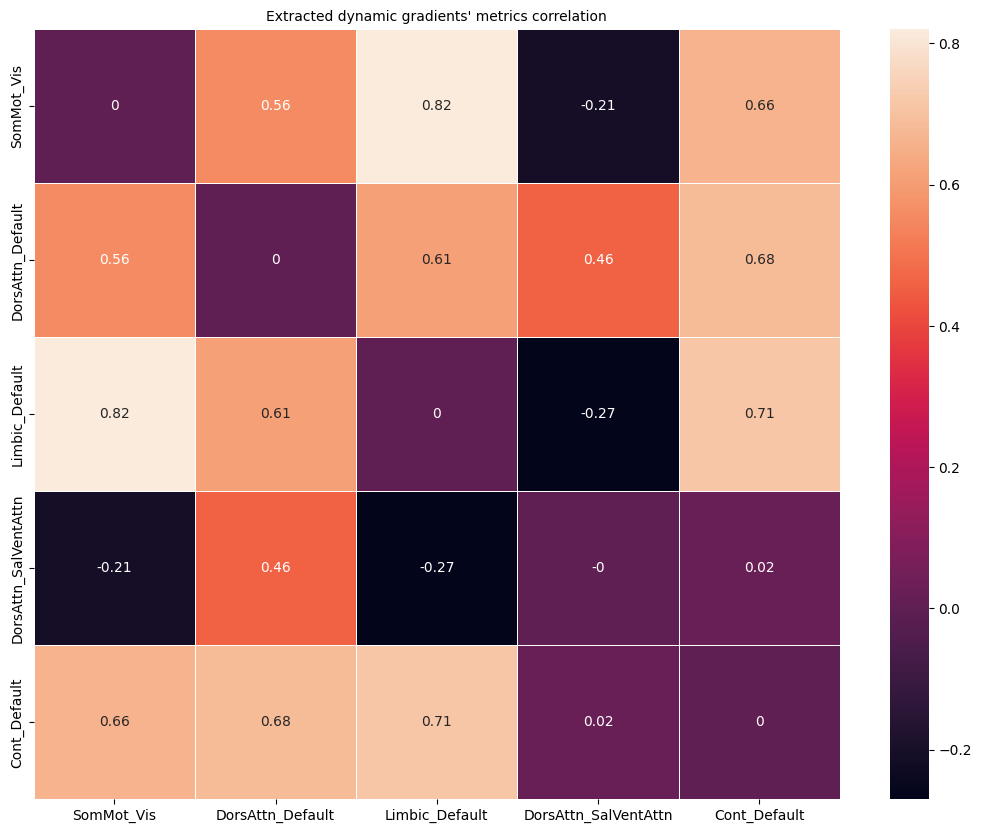 Extracted dynamic gradients' metrics correlation
SomMot_Vis
0 0.56 0.82 -0.21 0.66
DorsAttn_Default
0.56 0 0.61 0.46 0.68
Limbic_Default
0.82 0.61 0 -0.27 0.71
DorsAttn_SalVentAttn
-0.21 0.46 -0.27 -0 0.02
Cont_Default
0.66 0.68 0.71 0.02 0
SomMot_Vis DorsAttn_Default Limbic_Default DorsAttn_SalVentAttn Cont_Default
0.8
0.6
0.4
0.2
0.0
−0.2